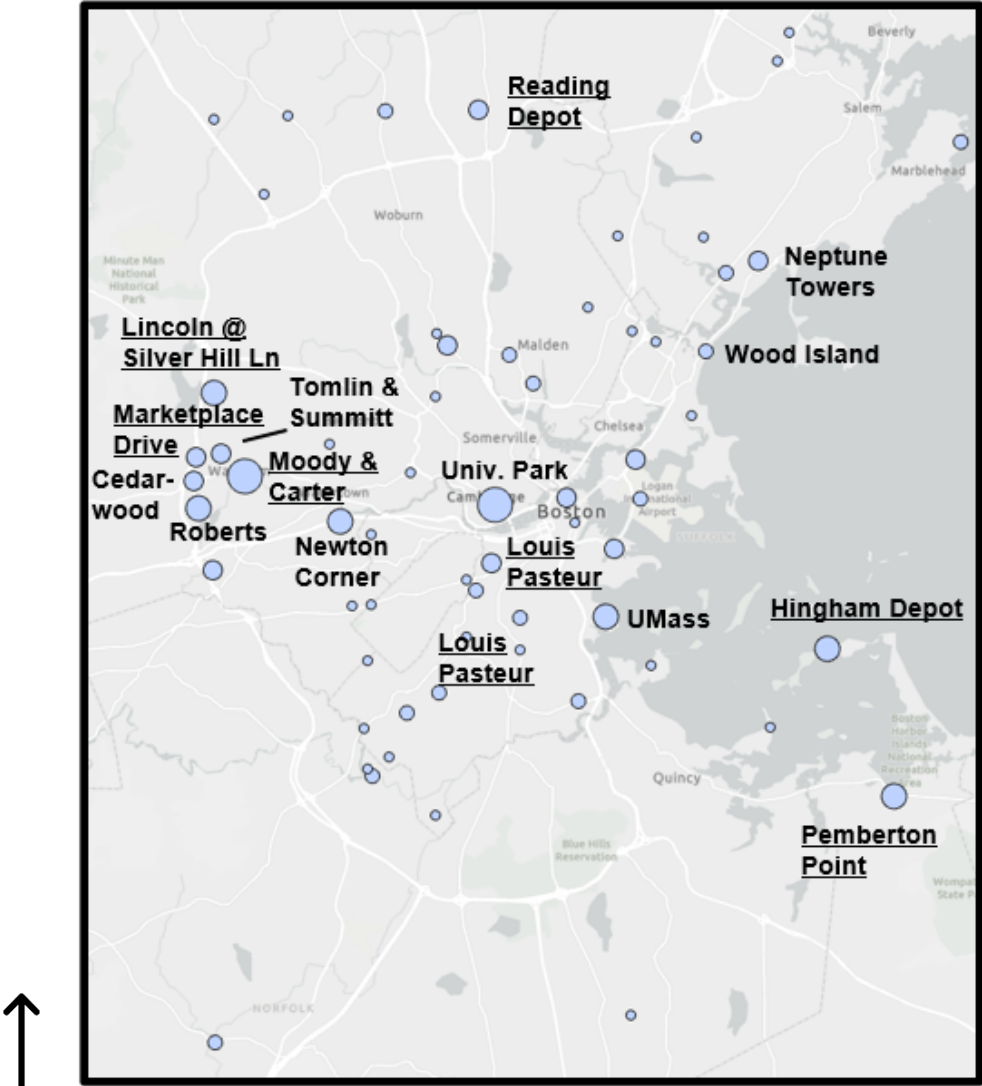 Beverly
Reading
Depot
Salem
Marblehead
Woburn
Minute Man
National
Historical
Park
Neptune
Towers
Lincoln @
Silver Hill Ln
Malden
Wood Island
Tomlin &
Summitt
Marketplace
Drive
Chelsea
Somerville
Moody &
Carter
Univ. Park
Cedar-
wood
Logan
International
Airport
Boston
Roberts
SUFFOLK
Newton
Corner
Louis
Pasteur
Hingham Depot
UMass
Louis
Pasteur
Boston
Harbor
Islands
National
Recreation
Area
Quincy
Pemberton
Point
Blue Hills
Reservation
State P
NORFOLK